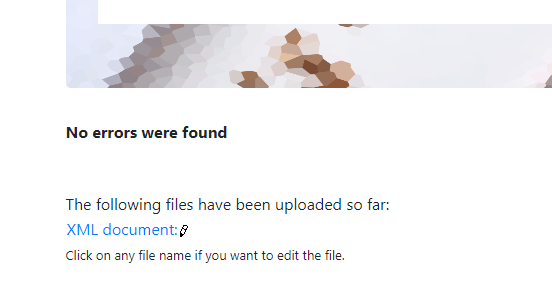 No errors were found
The following files have been uploaded so far:
XML document:
Click on any file name if you want to edit the file.